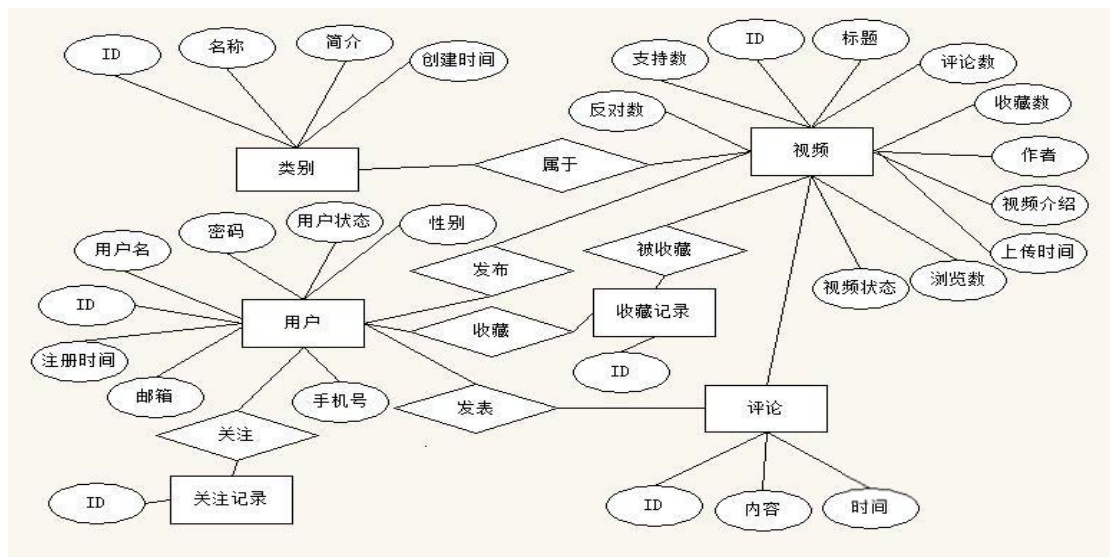 ID
名称
简介
创建时间
支持数
ID
标题
评论数
反对数
收藏数
类别
属于
视频
作者
视频介绍
上传时间
用户名
密码
用户状态
性别
发布
被收藏
视频状态
浏览数
ID
用户
收藏
收藏记录
注册时间
邮箱
手机号
ID
关注
发表
评论
ID
关注记录
ID
内容
时间